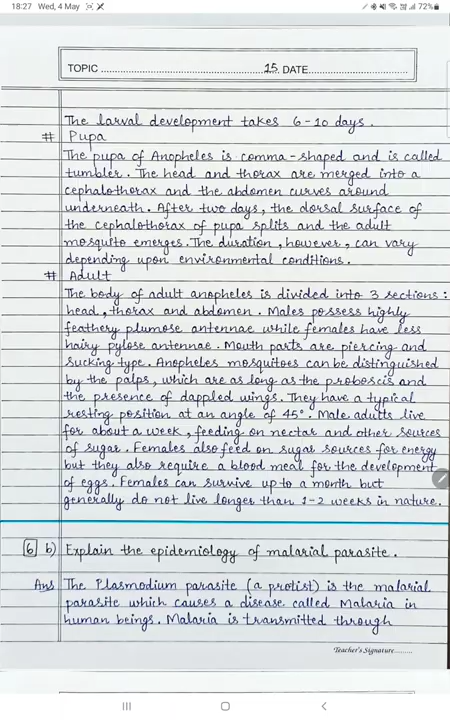 18:27 Wed, 4 May
72%
TOPIC ........ 15. DATE ........
The larval development takes 6-10 days.
# Pupa
The pupa of Anopheles is comma-shaped and is called
tumbler. The head and thorax are merged into a
cephalothorax and the abdomen curves around
underneath. After two days, the dorsal surface of
the cephalothorax of pupa splits and the adult
mosquito emerges. The duration, however, can vary
depending upon environmental conditions.
# Adult
The body of adult anopheles is divided into 3 sections:
head, thorax and abdomen. Males possess highly
feathery plumose antennae while females have less
hairy pylose antennae. Mouth parts are piercing and
sucking type. Anopheles mosquitoes can be distinguished
by the palps, which are as long as the proboscis and
the presence of dappled wings. They have a typical
resting position at an angle of 45°. Male adults live
for about a week, feeding on nectar and other sources
of sugar. Females also feed on sugar sources for energy
but they also require a blood meal for the development
of eggs. Females can survive up to a month but
generally do not live longer than 1-2 weeks in nature.
6 b) Explain the epidemiology of malarial parasite.
Ans The Plasmodium parasite (a protist) is the malarial
parasite which causes a disease called Malaria in
human beings. Malaria is transmitted through
Teacher's Signature.........